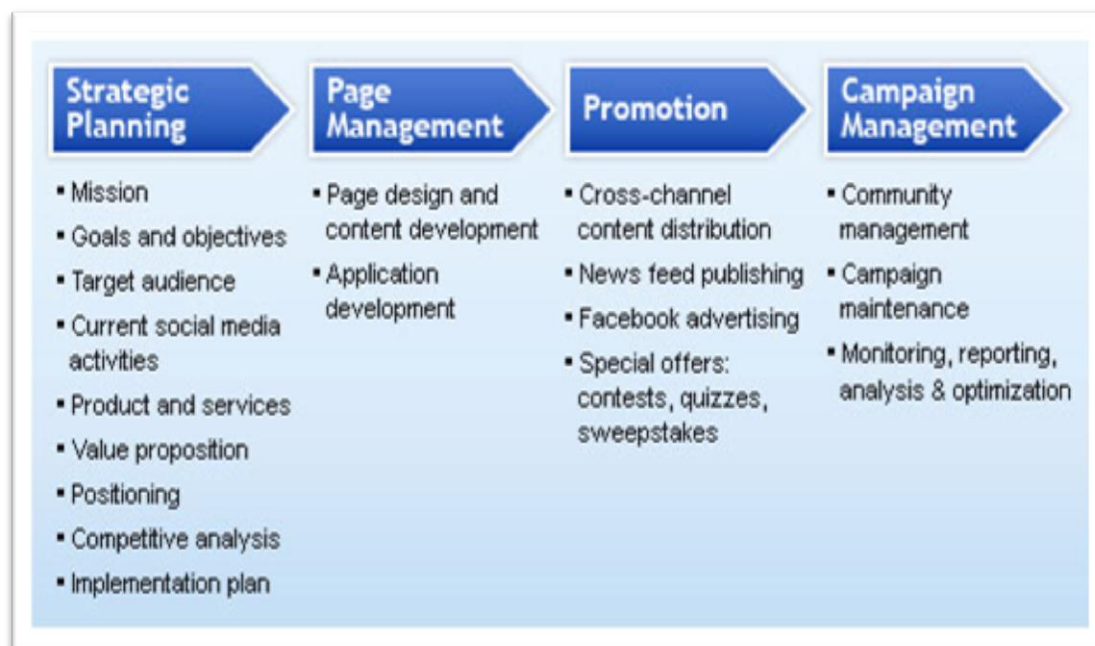 Strategic
Planning
▪ Mission
▪ Goals and objectives
▪ Target audience
▪ Current social media
activities
▪ Product and services
▪ Value proposition
▪ Positioning
▪ Competitive analysis
▪ Implementation plan
Page
Management
▪ Page design and
content development
▪ Application
development
Promotion
▪ Cross-channel
content distribution
▪ News feed publishing
▪ Facebook advertising
▪ Special offers:
contests, quizzes,
sweepstakes
Campaign
Management
▪ Community
management
▪ Campaign
maintenance
▪ Monitoring, reporting,
analysis & optimization